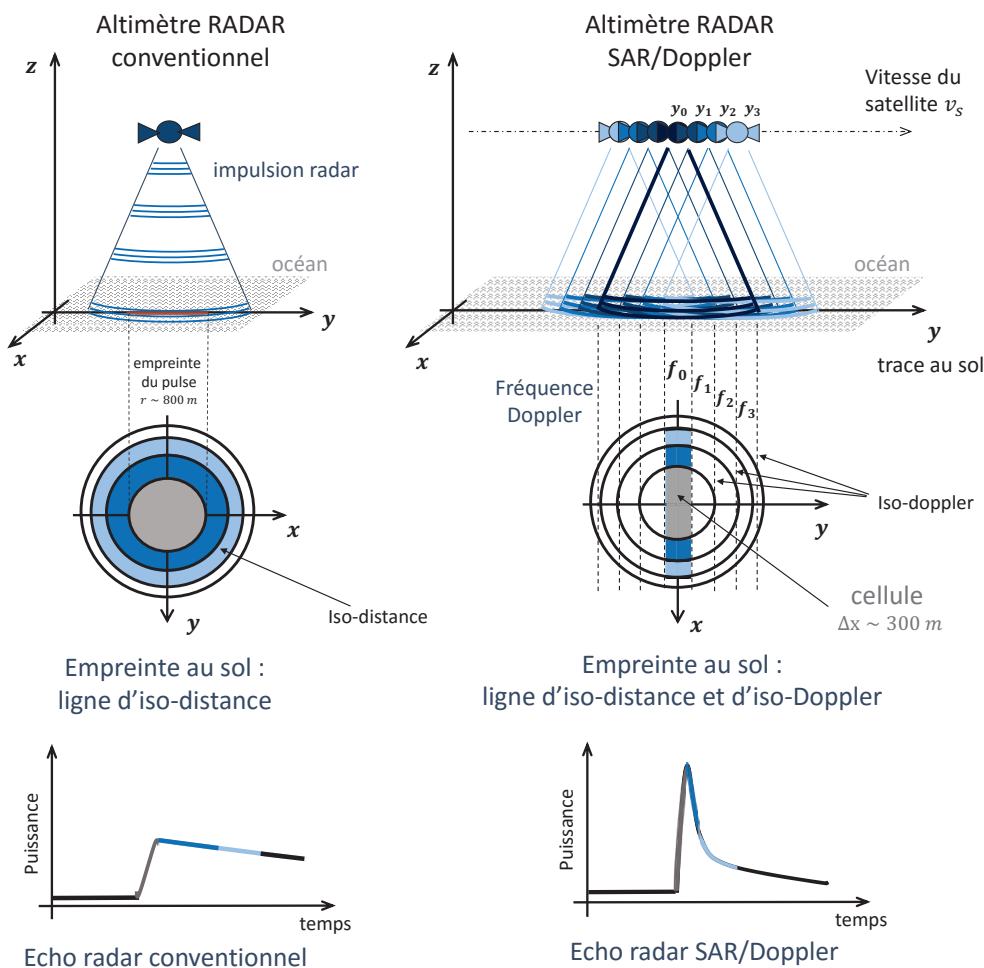 Altimètre RADAR
conventionnel
z
impulsion radar
océan
y
x
empreinte
du pulse
r ~ 800 m
x
Iso-distance
y
Empreinte au sol :
ligne d'iso-distance
Puissance
temps
Echo radar conventionnel
Altimètre RADAR
SAR/Doppler
z
Vitesse du
satellite vₛ
y₀ y₁ y₂ y₃
océan
y
x
trace au sol
Fréquence
Doppler
f₀
f₁
f₂
f₃
Iso-doppler
y
cellule
Δx ~ 300 m
x
Empreinte au sol :
ligne d'iso-distance et d'iso-Doppler
Puissance
temps
Echo radar SAR/Doppler